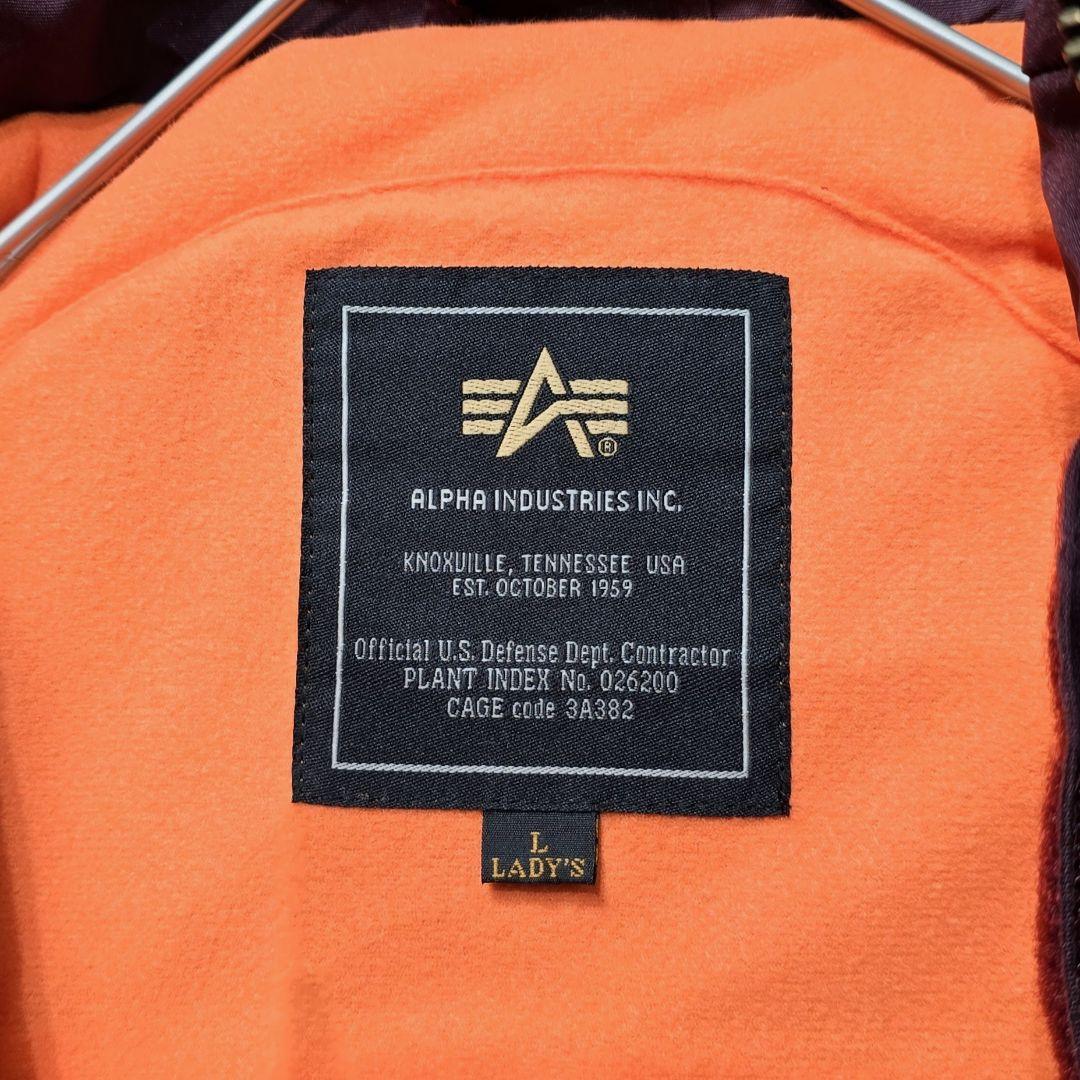 ®
ALPHA INDUSTRIES INC.
KNOXVILLE, TENNESSEE USA
EST. OCTOBER 1959
Official U.S. Defense Dept. Contractor
PLANT INDEX No. 026200
CAGE code 3A382
L
LADY'S